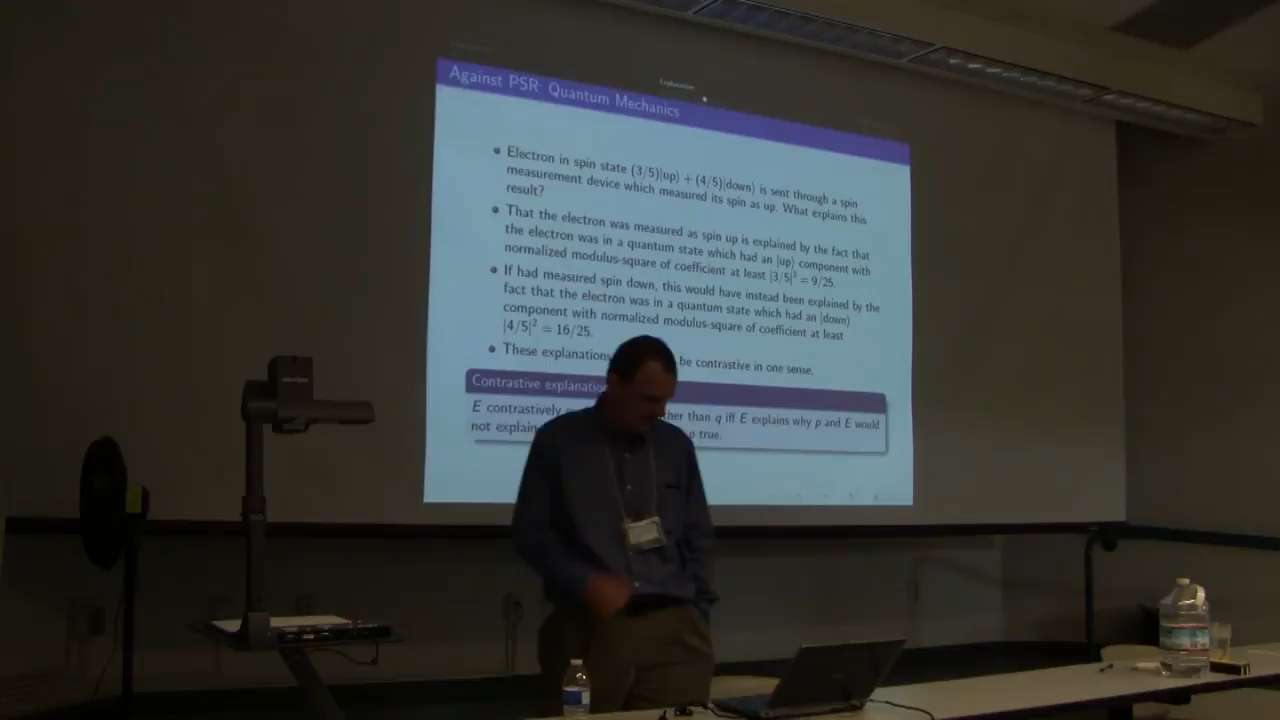 Explanation
Against PSR: Quantum Mechanics
Electron in spin state (3/5)|up⟩ + (4/5)|down⟩ is sent through a spin
measurement device which measured its spin as up. What explains this
result?
That the electron was measured as spin up is explained by the fact that
the electron was in a quantum state which had an |up⟩ component with
normalized modulus-square of coefficient at least |3/5|² = 9/25.
If had measured spin down, this would have instead been explained by the
fact that the electron was in a quantum state which had an |down⟩
component with normalized modulus-square of coefficient at least
|4/5|² = 16/25.
These explanations be contrastive in one sense.
Contrastive explanation
E contrastively ther than q iff E explains why p and E would
not explain p true.